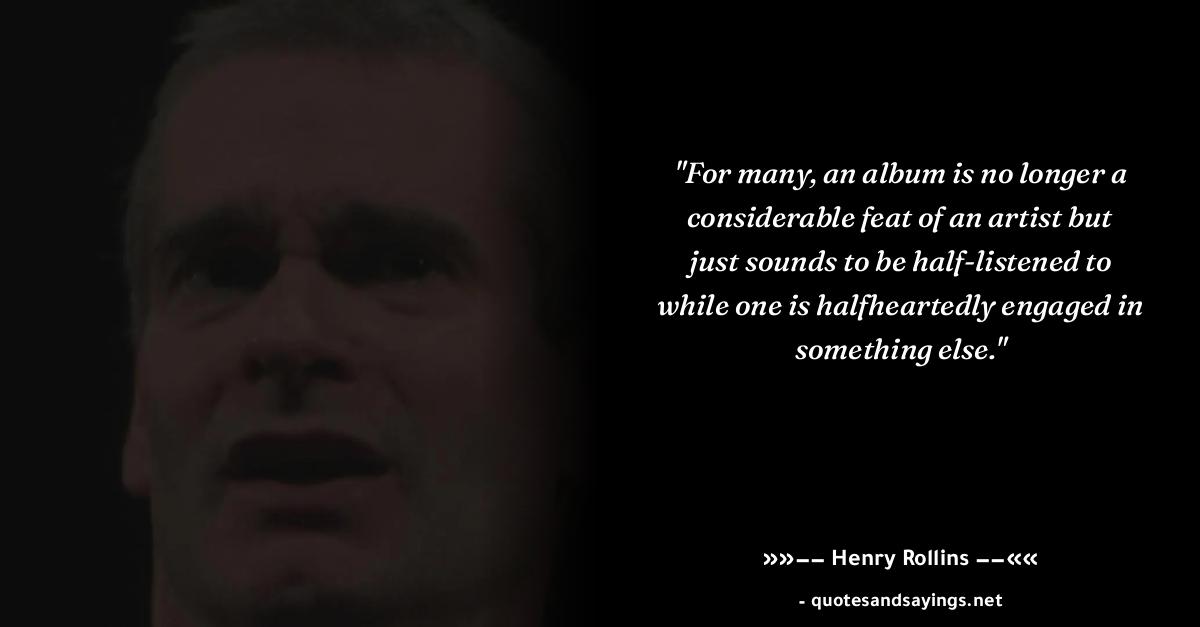 "For many, an album is no longer a
considerable feat of an artist but
just sounds to be half-listened to
while one is halfheartedly engaged in
something else."
»»—— Henry Rollins ——««
- quotesandsayings.net